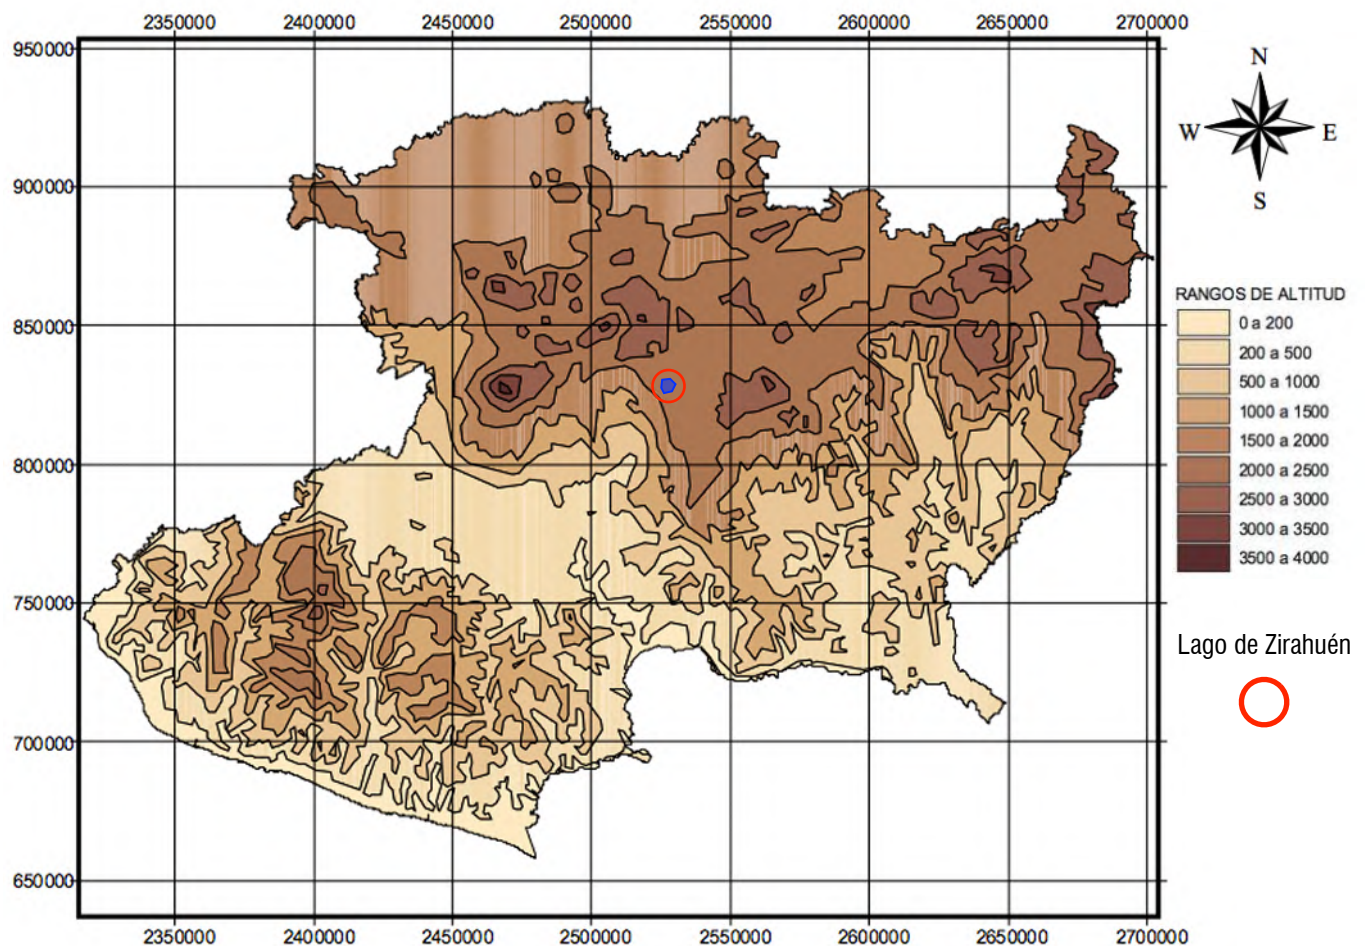 2350000 2400000 2450000 2500000 2550000 2600000 2650000 2700000
950000
900000
850000
800000
750000
700000
650000
2350000 2400000 2450000 2500000 2550000 2600000 2650000 2700000
N
W E
S
RANGOS DE ALTITUD
0 a 200
200 a 500
500 a 1000
1000 a 1500
1500 a 2000
2000 a 2500
2500 a 3000
3000 a 3500
3500 a 4000
Lago de Zirahuén